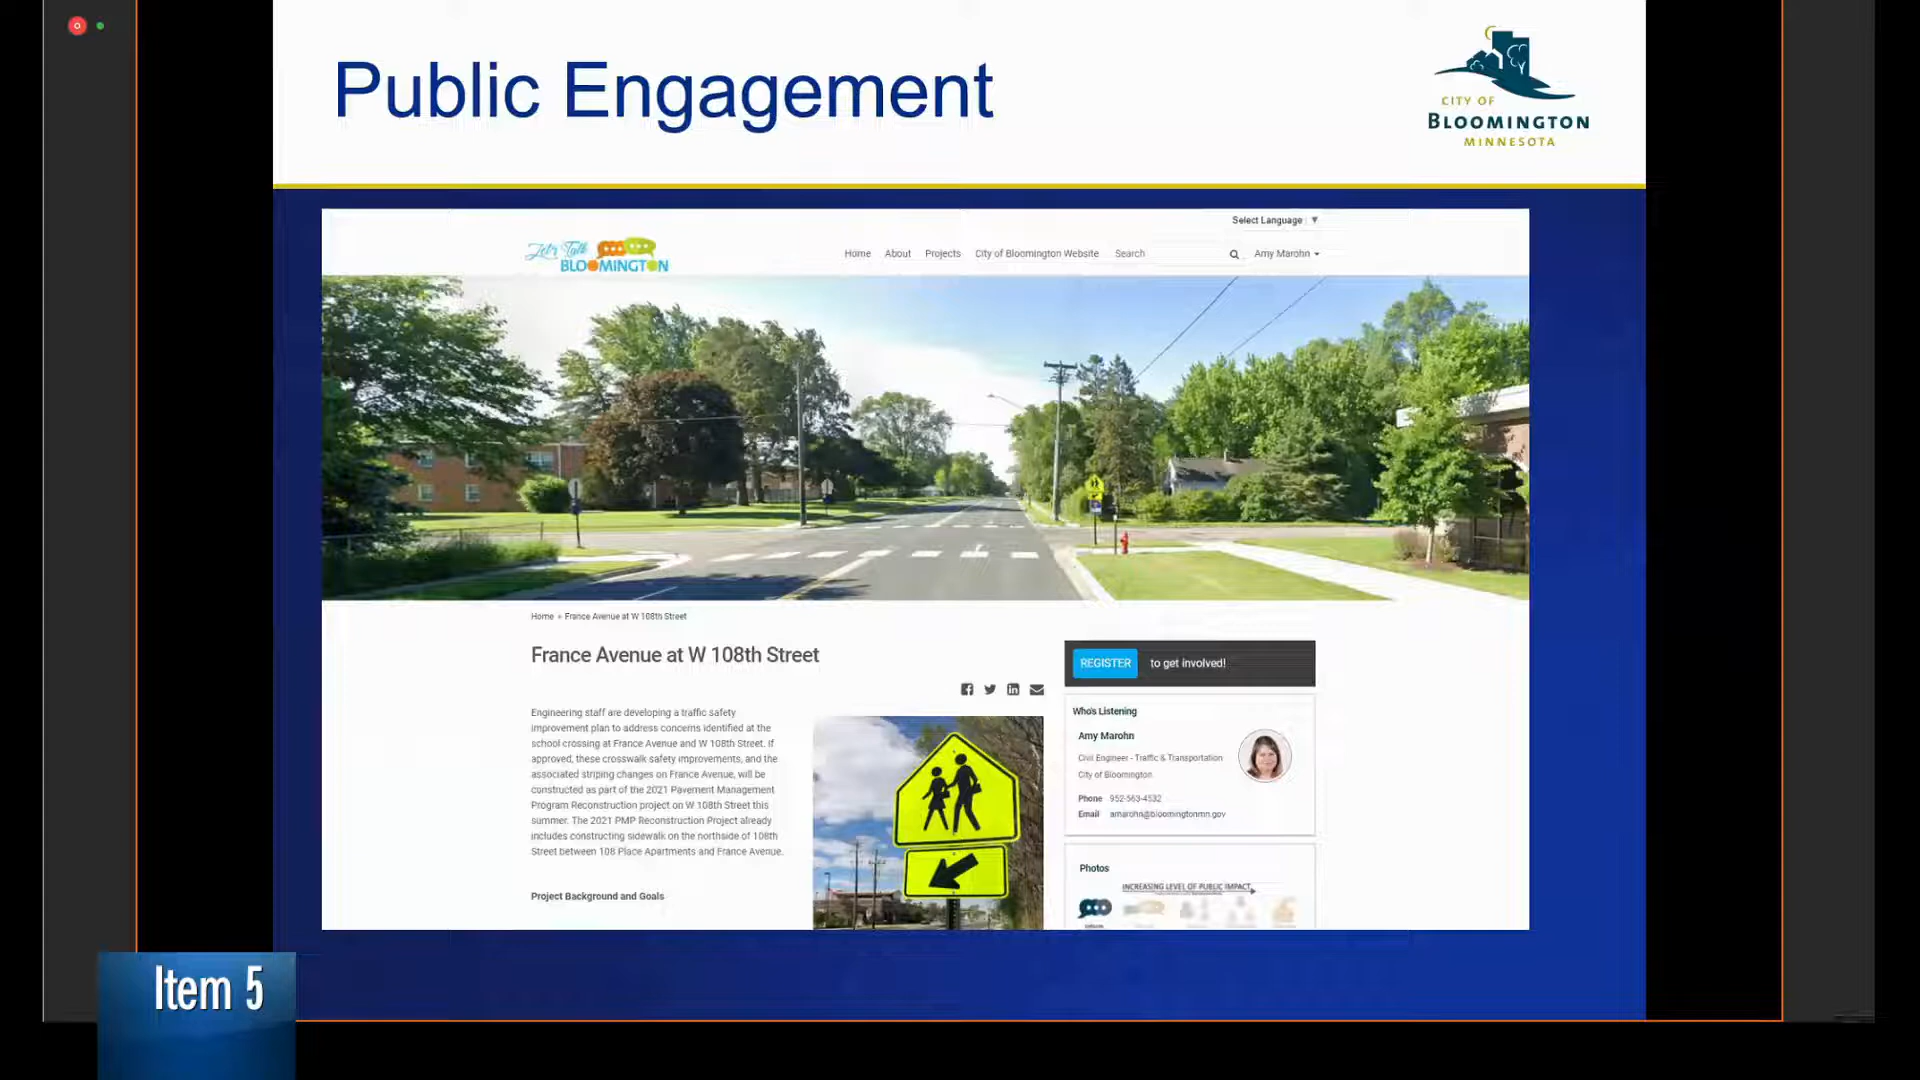 Public Engagement
CITY OF
BLOOMINGTON
MINNESOTA
Select Language
Let's Talk
BLOOMINGTON
Home About Projects City of Bloomington Website Search Amy Marohn
Home » France Avenue at W 108th Street
France Avenue at W 108th Street
Engineering staff are developing a traffic safety
improvement plan to address concerns identified at the
school crossing at France Avenue and W 108th Street. If
approved, these crosswalk safety improvements, and the
associated striping changes on France Avenue, will be
constructed as part of the 2021 Pavement Management
Program Reconstruction project on W 108th Street this
summer. The 2021 PMP Reconstruction Project already
includes constructing sidewalk on the northside of 108th
Street between 108 Place Apartments and France Avenue.
Project Background and Goals
REGISTER to get involved!
Who's Listening
Amy Marohn
Civil Engineer - Traffic & Transportation
City of Bloomington
Phone 952-563-4532
Email amarohn@bloomingtonmn.gov
Photos
INCREASING LEVEL OF PUBLIC IMPACT
Item 5